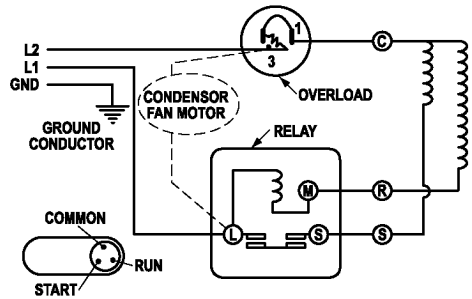 L2
L1
GND
GROUND
CONDUCTOR
CONDENSOR
FAN MOTOR
1
3
OVERLOAD
C
RELAY
M
R
L
S
S
COMMON
RUN
START